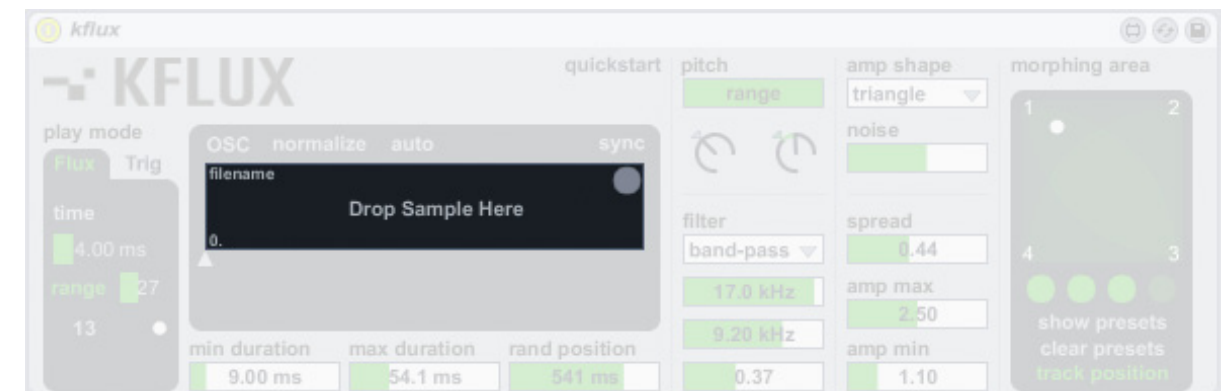 kflux
KFLUX
quickstart
play mode
Flux
Trig
time
4.00 ms
range
27
13
OSC
normalize
auto
sync
filename
Drop Sample Here
0.
min duration
9.00 ms
max duration
54.1 ms
rand position
541 ms
pitch
range
filter
band-pass
17.0 kHz
9.20 kHz
0.37
amp shape
triangle
noise
spread
0.44
amp max
2.50
amp min
1.10
morphing area
1
2
4
3
show presets
clear presets
track position